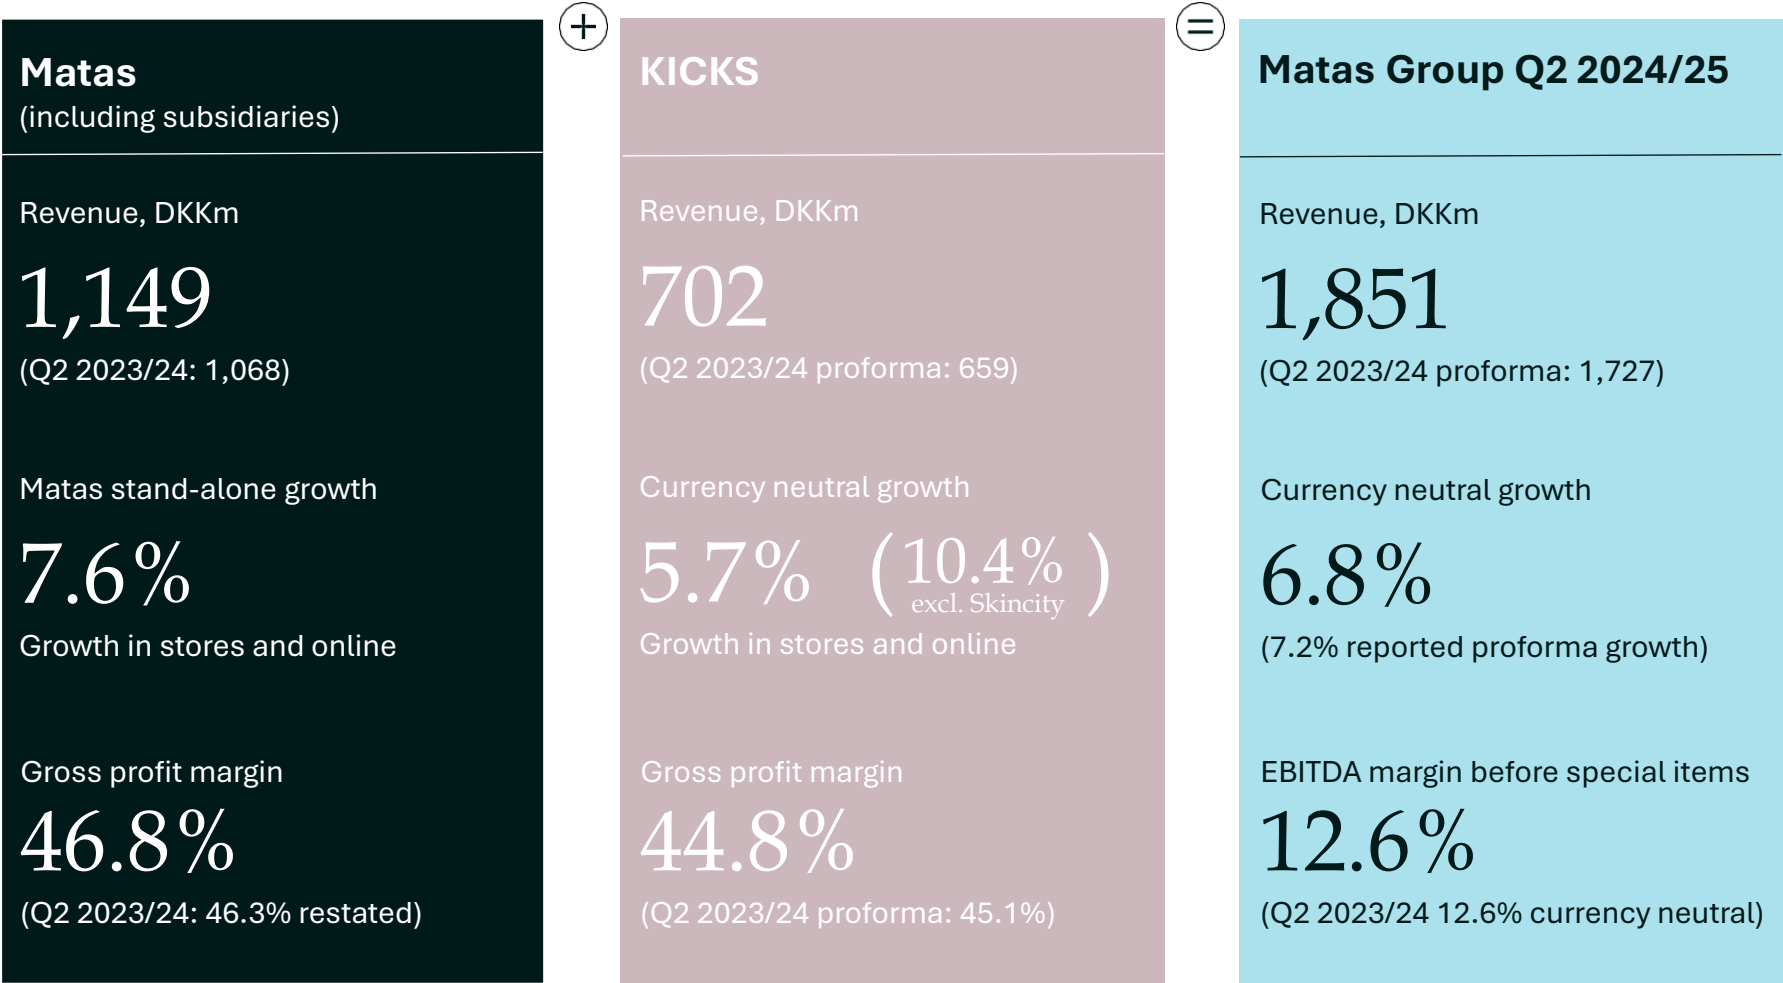 Matas
(including subsidiaries)
Revenue, DKKm
1,149
(Q2 2023/24: 1,068)
Matas stand-alone growth
7.6%
Growth in stores and online
Gross profit margin
46.8%
(Q2 2023/24: 46.3% restated)
+
KICKS
Revenue, DKKm
702
(Q2 2023/24 proforma: 659)
Currency neutral growth
5.7% (10.4%
excl. Skincity)
Growth in stores and online
Gross profit margin
44.8%
(Q2 2023/24 proforma: 45.1%)
=
Matas Group Q2 2024/25
Revenue, DKKm
1,851
(Q2 2023/24 proforma: 1,727)
Currency neutral growth
6.8%
(7.2% reported proforma growth)
EBITDA margin before special items
12.6%
(Q2 2023/24 12.6% currency neutral)